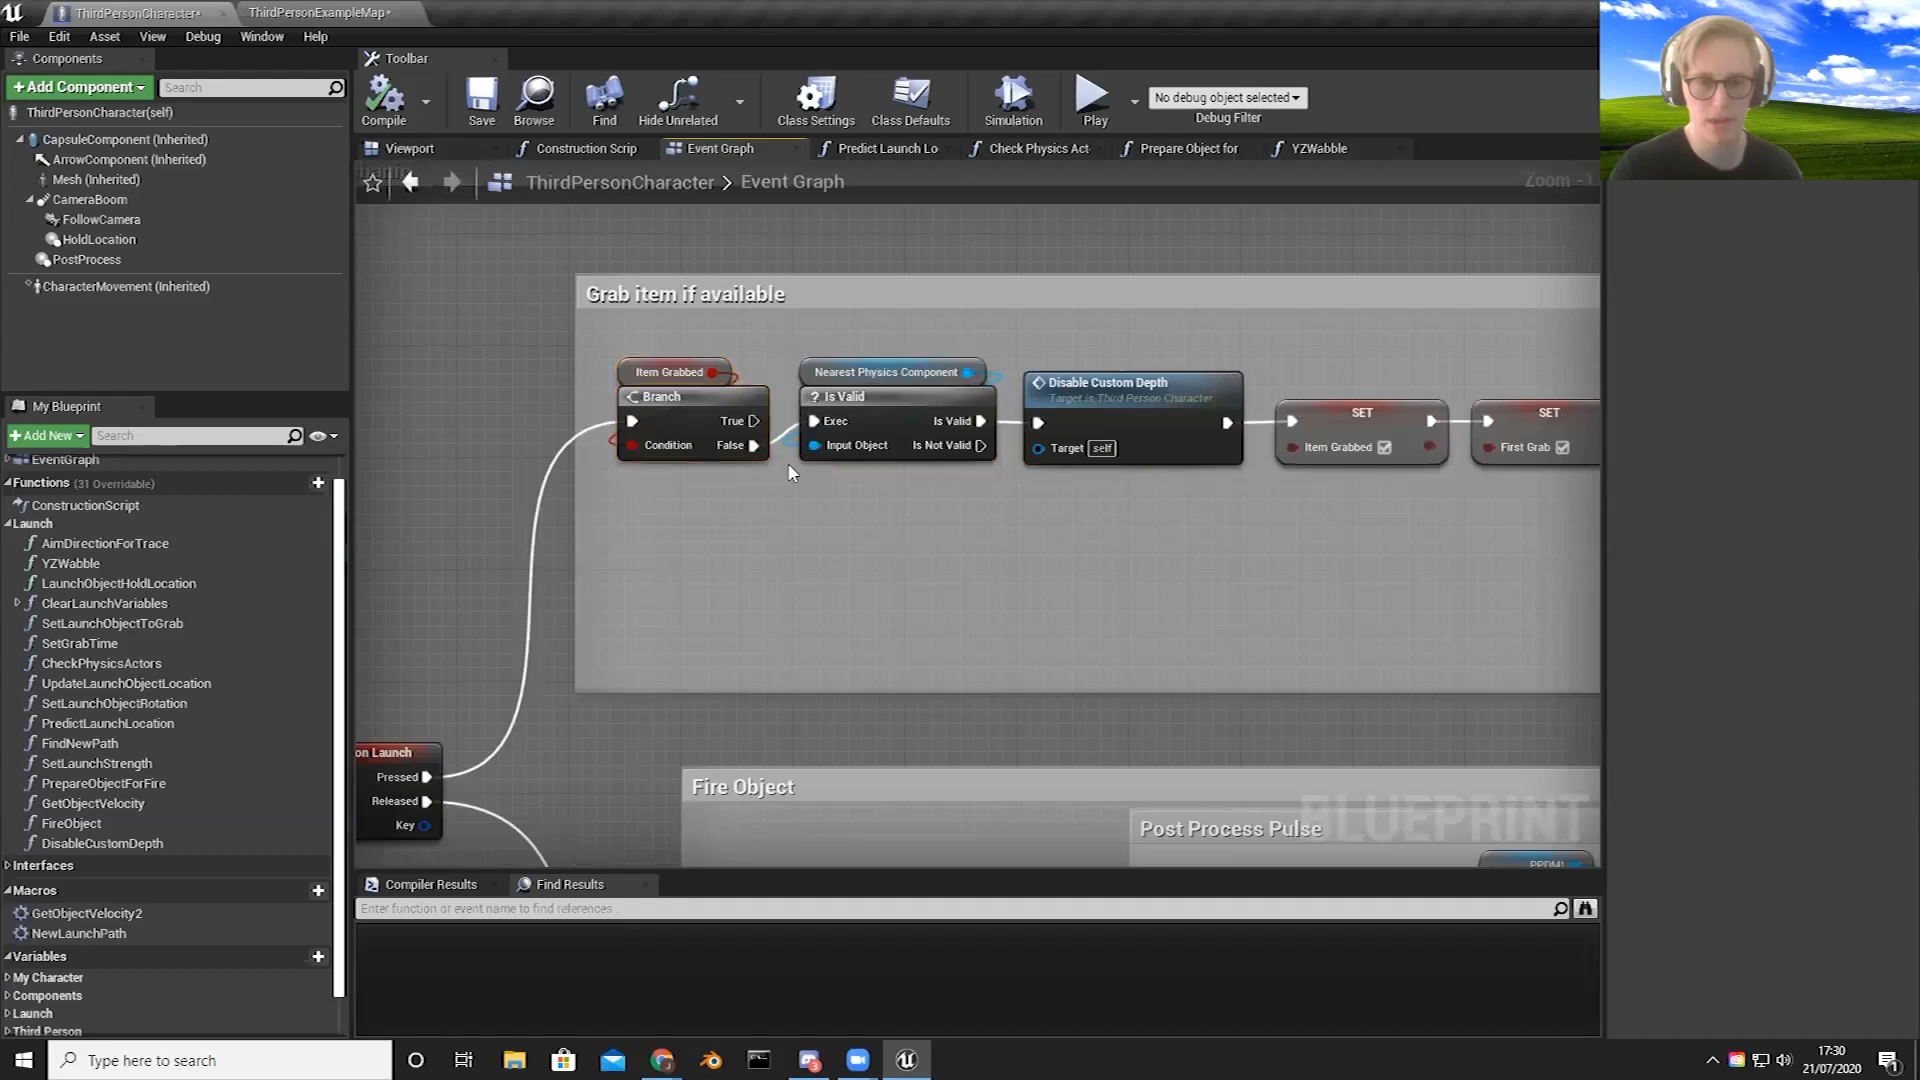 ThirdPersonCharacter*
ThirdPersonExampleMap*
File Edit Asset View Debug Window Help
Components
+Add Component
Search
ThirdPersonCharacter(self)
CapsuleComponent (Inherited)
ArrowComponent (Inherited)
Mesh (Inherited)
CameraBoom
FollowCamera
HoldLocation
PostProcess
CharacterMovement (Inherited)
My Blueprint
+Add New
Search
EventGraph
Functions (31 Overridable)
ConstructionScript
Launch
AimDirectionForTrace
YZWabble
LaunchObjectHoldLocation
ClearLaunchVariables
SetLaunchObjectToGrab
SetGrabTime
CheckPhysicsActors
UpdateLaunchObjectLocation
SetLaunchObjectRotation
PredictLaunchLocation
FindNewPath
SetLaunchStrength
PrepareObjectForFire
GetObjectVelocity
FireObject
DisableCustomDepth
Interfaces
Macros
GetObjectVelocity2
NewLaunchPath
Variables
My Character
Components
Launch
Third Person
Toolbar
Compile
Save
Browse
Find
Hide Unrelated
Class Settings
Class Defaults
Simulation
Play
No debug object selected
Debug Filter
Viewport
Construction Scrip
Event Graph
Predict Launch Lo
Check Physics Act
Prepare Object for
YZWabble
ThirdPersonCharacter > Event Graph
Zoom -1
Grab item if available
Item Grabbed
Branch
True
Condition
False
Nearest Physics Component
? Is Valid
Exec
Is Valid
Input Object
Is Not Valid
Disable Custom Depth
Target is Third Person Character
Target self
SET
Item Grabbed
SET
First Grab
on Launch
Pressed
Released
Key
Fire Object
Post Process Pulse
BLUEPRINT
Compiler Results
Find Results
Enter function or event name to find references...
Type here to search
17:30
21/07/2020